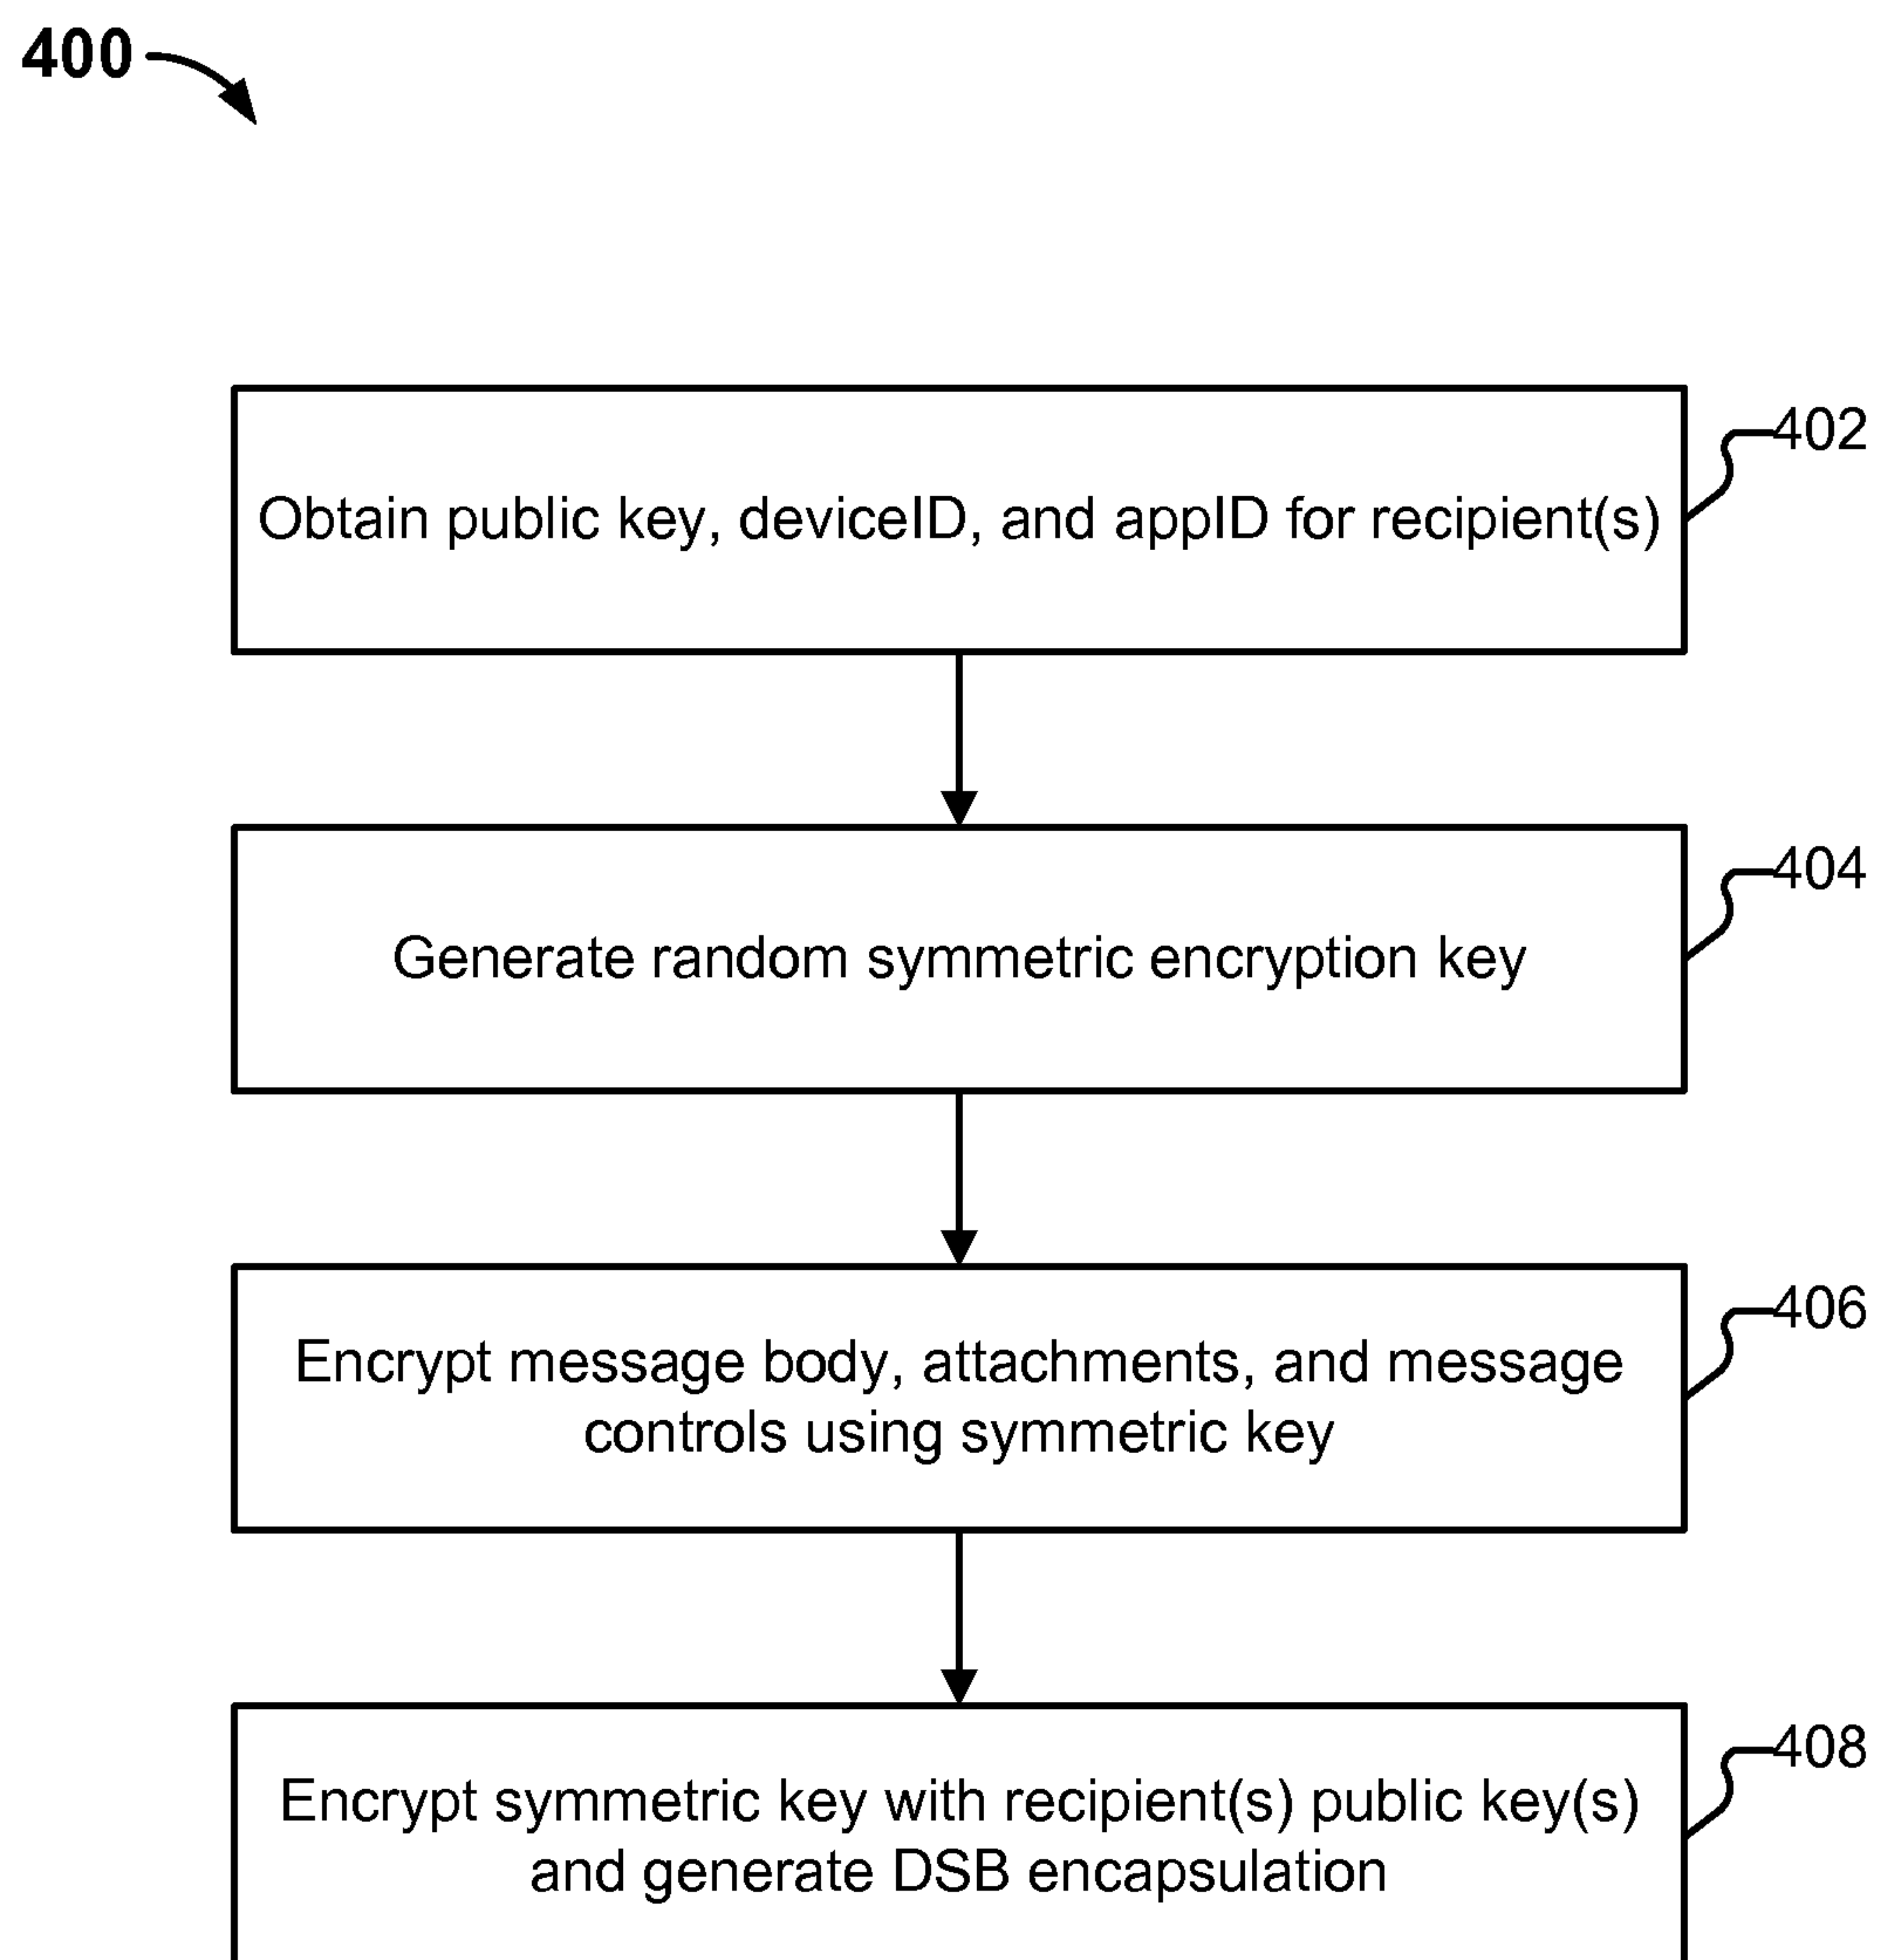 400
402
Obtain public key, deviceID, and appID for recipient(s)
404
Generate random symmetric encryption key
406
Encrypt message body, attachments, and message
controls using symmetric key
408
Encrypt symmetric key with recipient(s) public key(s)
and generate DSB encapsulation